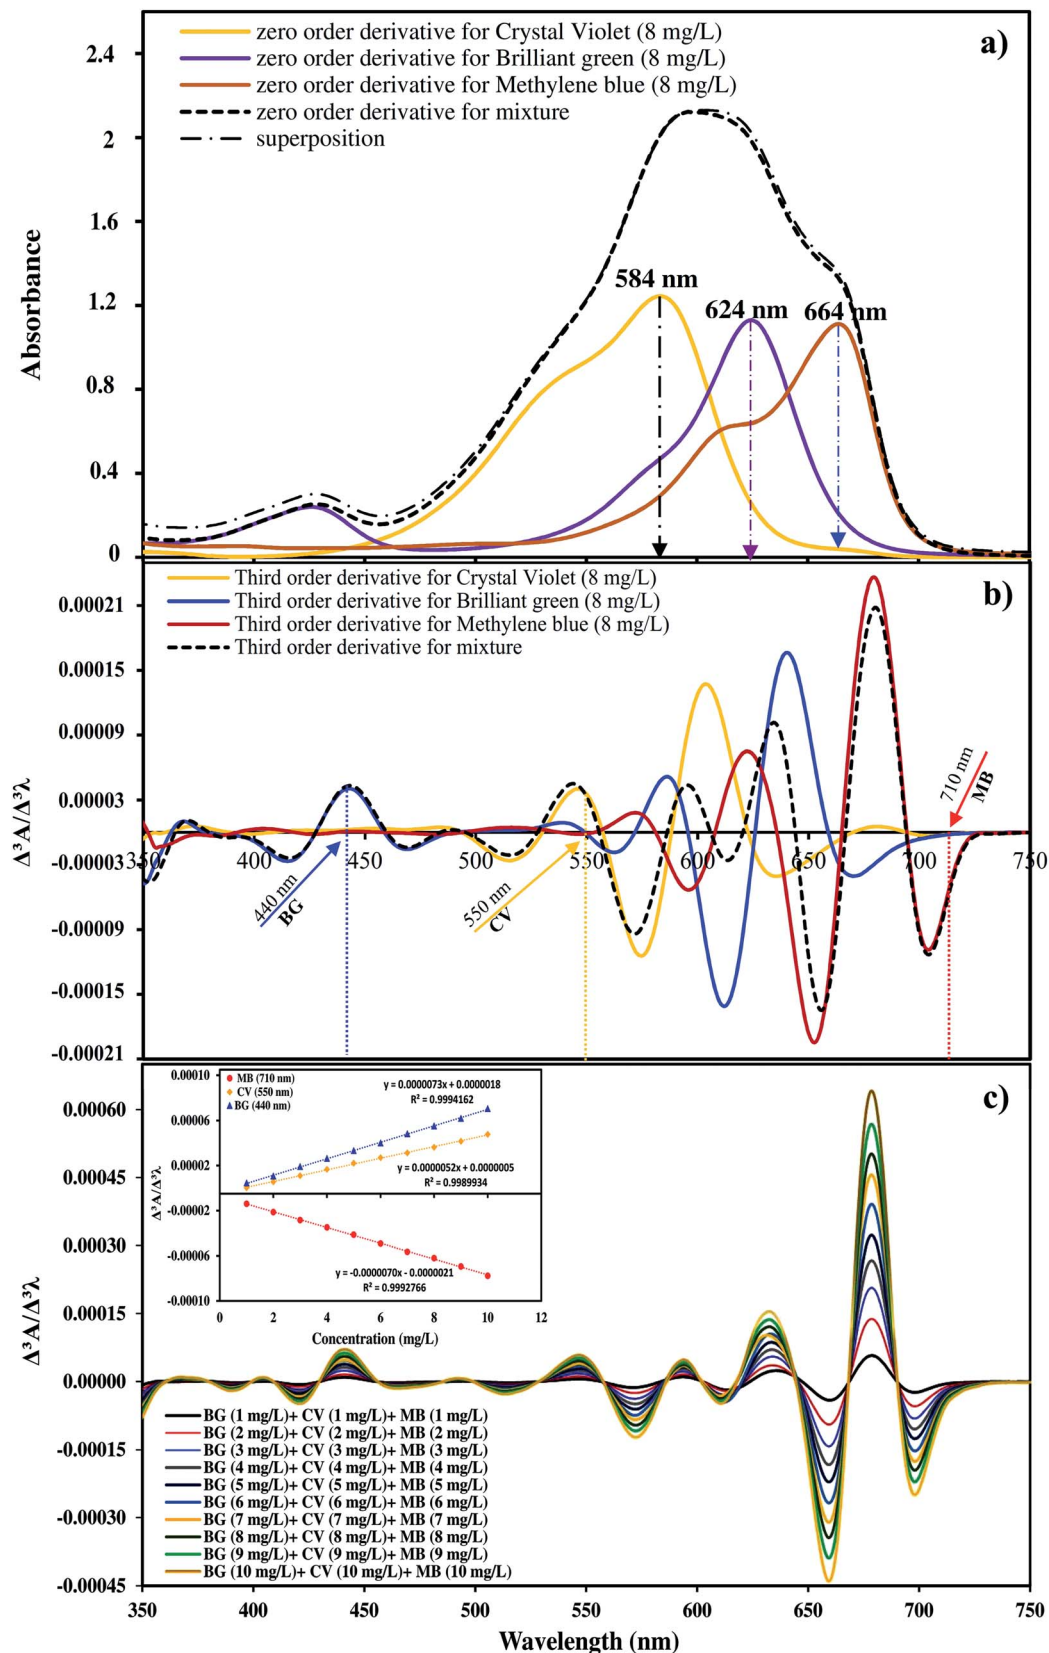 zero order derivative for Crystal Violet (8 mg/L)
zero order derivative for Brilliant green (8 mg/L)
zero order derivative for Methylene blue (8 mg/L)
zero order derivative for mixture
superposition
a)
2.4
2
1.6
1.2
0.8
0.4
0
Absorbance
584 nm
624 nm
664 nm
Third order derivative for Crystal Violet (8 mg/L)
Third order derivative for Brilliant green (8 mg/L)
Third order derivative for Methylene blue (8 mg/L)
Third order derivative for mixture
b)
0.00021
0.00015
0.00009
0.00003
-0.00003
-0.00009
-0.00015
-0.00021
Δ³A/Δ³λ
350 400 450 500 550 600 650 700 750
440 nm
BG
550 nm
CV
710 nm
MB
c)
0.00060
0.00045
0.00030
0.00015
0.00000
-0.00015
-0.00030
-0.00045
Δ³A/Δ³λ
MB (710 nm)
CV (550 nm)
BG (440 nm)
0.00010
0.00006
0.00002
-0.00002
-0.00006
-0.00010
Δ³A/Δ³λ
y = 0.0000073x + 0.0000018
R² = 0.9994162
y = 0.0000052x + 0.0000005
R² = 0.9989934
y = -0.0000070x - 0.0000021
R² = 0.9992766
0 2 4 6 8 10 12
Concentration (mg/L)
BG (1 mg/L)+ CV (1 mg/L)+ MB (1 mg/L)
BG (2 mg/L)+ CV (2 mg/L)+ MB (2 mg/L)
BG (3 mg/L)+ CV (3 mg/L)+ MB (3 mg/L)
BG (4 mg/L)+ CV (4 mg/L)+ MB (4 mg/L)
BG (5 mg/L)+ CV (5 mg/L)+ MB (5 mg/L)
BG (6 mg/L)+ CV (6 mg/L)+ MB (6 mg/L)
BG (7 mg/L)+ CV (7 mg/L)+ MB (7 mg/L)
BG (8 mg/L)+ CV (8 mg/L)+ MB (8 mg/L)
BG (9 mg/L)+ CV (9 mg/L)+ MB (9 mg/L)
BG (10 mg/L)+ CV (10 mg/L)+ MB (10 mg/L)
350 400 450 500 550 600 650 700 750
Wavelength (nm)